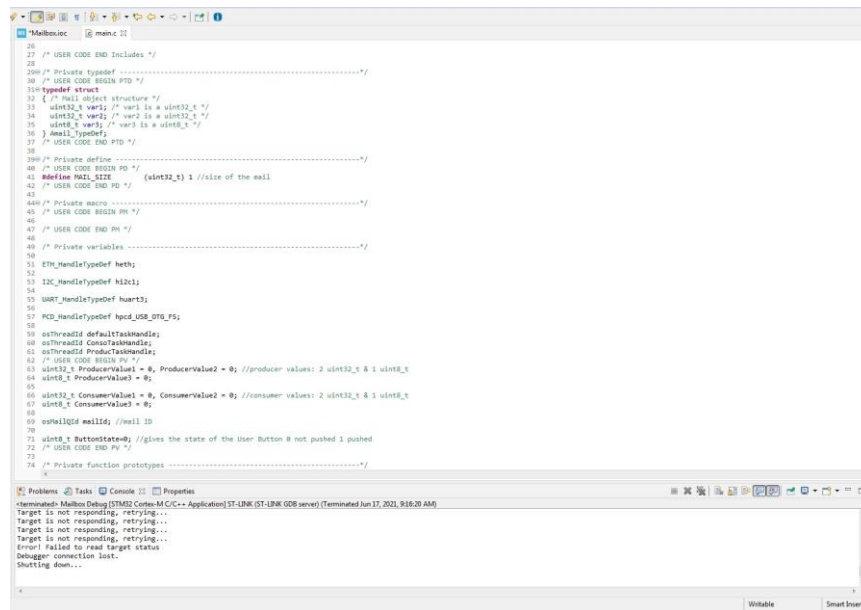 *Mailbox.ioc main.c
26
27 /* USER CODE END Includes */
28
29 /* Private typedef -----------------------------------------------------------*/
30 /* USER CODE BEGIN PTD */
31 typedef struct
32 { /* Mail object structure */
33 uint32_t var1; /* var1 is a uint32_t */
34 uint32_t var2; /* var2 is a uint32_t */
35 uint8_t var3; /* var3 is a uint8_t */
36 } Amail_TypeDef;
37 /* USER CODE END PTD */
38
39 /* Private define ------------------------------------------------------------*/
40 /* USER CODE BEGIN PD */
41 #define MAIL_SIZE (uint32_t) 1 //size of the mail
42 /* USER CODE END PD */
43
44 /* Private macro -------------------------------------------------------------*/
45 /* USER CODE BEGIN PM */
46
47 /* USER CODE END PM */
48
49 /* Private variables ---------------------------------------------------------*/
50
51 ETH_HandleTypeDef heth;
52
53 I2C_HandleTypeDef hi2c1;
54
55 UART_HandleTypeDef huart3;
56
57 PCD_HandleTypeDef hpcd_USB_OTG_FS;
58
59 osThreadId defaultTaskHandle;
60 osThreadId ConsoTaskHandle;
61 osThreadId ProducTaskHandle;
62 /* USER CODE BEGIN PV */
63 uint32_t ProducerValue1 = 0, ProducerValue2 = 0; //producer values: 2 uint32_t & 1 uint8_t
64 uint8_t ProducerValue3 = 0;
65
66 uint32_t ConsumerValue1 = 0, ConsumerValue2 = 0; //consumer values: 2 uint32_t & 1 uint8_t
67 uint8_t ConsumerValue3 = 0;
68
69 osMailQId mailId; //mail ID
70
71 uint8_t ButtonState=0; //gives the state of the User Button 0 not pushed 1 pushed
72 /* USER CODE END PV */
73
74 /* Private function prototypes -----------------------------------------------*/
Problems Tasks Console Properties
<terminated> Mailbox Debug [STM32 Cortex-M C/C++ Application] ST-LINK (ST-LINK GDB server) (Terminated Jun 17, 2021, 9:16:20 AM)
Target is not responding, retrying...
Target is not responding, retrying...
Target is not responding, retrying...
Target is not responding, retrying...
Error! Failed to read target status
Debugger connection lost.
Shutting down...
Writable Smart Inser